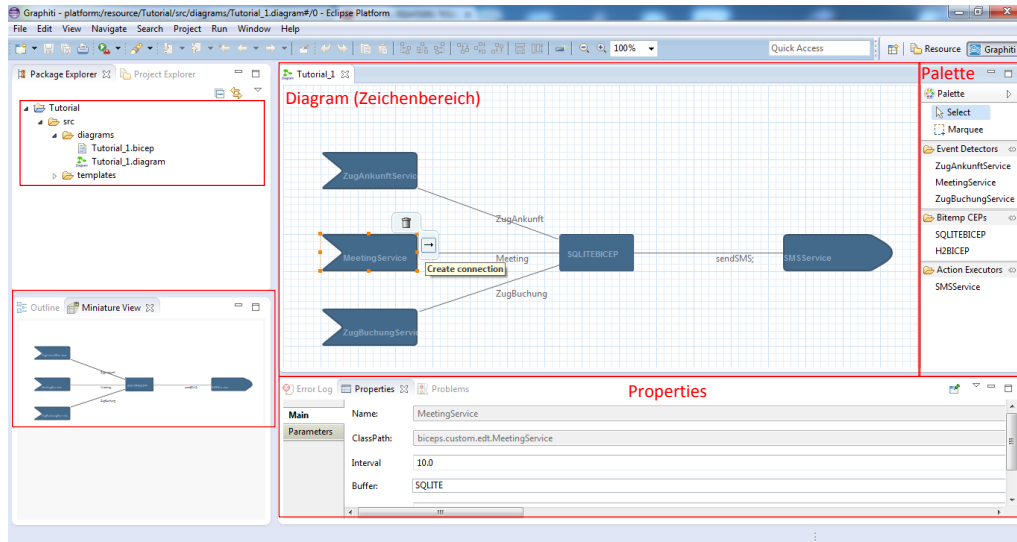 Graphiti - platform:/resource/Tutorial/src/diagrams/Tutorial_1.diagram#/0 - Eclipse Platform
File Edit View Navigate Search Project Run Window Help
100%
Quick Access
Resource
Graphiti
Package Explorer
Project Explorer
Tutorial
src
diagrams
Tutorial_1.bicep
Tutorial_1.diagram
templates
Outline
Miniature View
Tutorial_1
Diagram (Zeichenbereich)
ZugAnkunftServic
ZugAnkunft
MeetingService
Create connection
Meeting
SQLITEBICEP
sendSMS;
SMSService
ZugBuchung
ZugBuchungServi
Palette
Palette
Select
Marquee
Event Detectors
ZugAnkunftService
MeetingService
ZugBuchungService
Bitemp CEPs
SQLITEBICEP
H2BICEP
Action Executors
SMSService
Error Log
Properties
Problems
Properties
Main
Parameters
Name:
MeetingService
ClassPath:
biceps.custom.edt.MeetingService
Interval
10.0
Buffer:
SQLITE